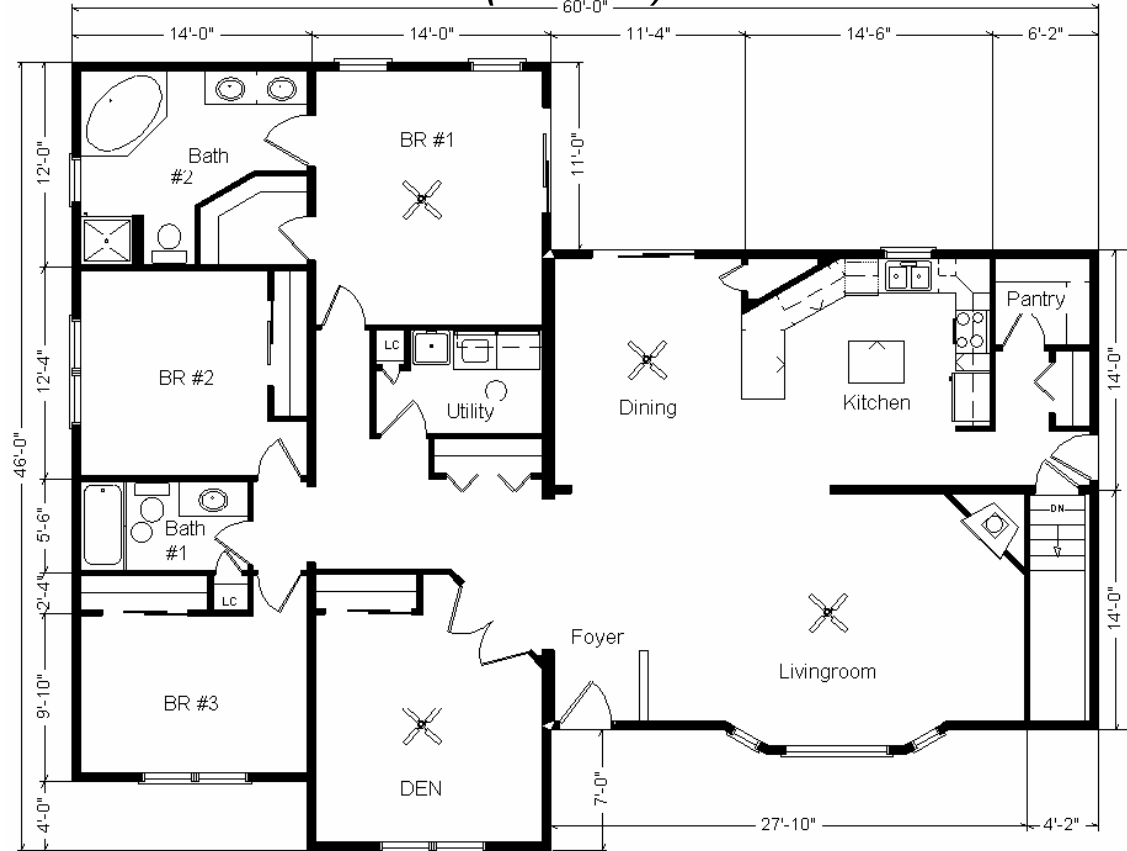 60'-0"
14'-0" 14'-0" 11'-4" 14'-6" 6'-2"
12'-0"
12'-4"
46'-0"
5'-6"
2'-4"
9'-10"
4'-0"
11'-0"
14'-0"
14'-0"
7'-0"
27'-10" 4'-2"
Bath
#2
BR #1
BR #2
LC
Utility
Dining
Kitchen
Pantry
Bath
#1
LC
DN
BR #3
DEN
Foyer
Livingroom